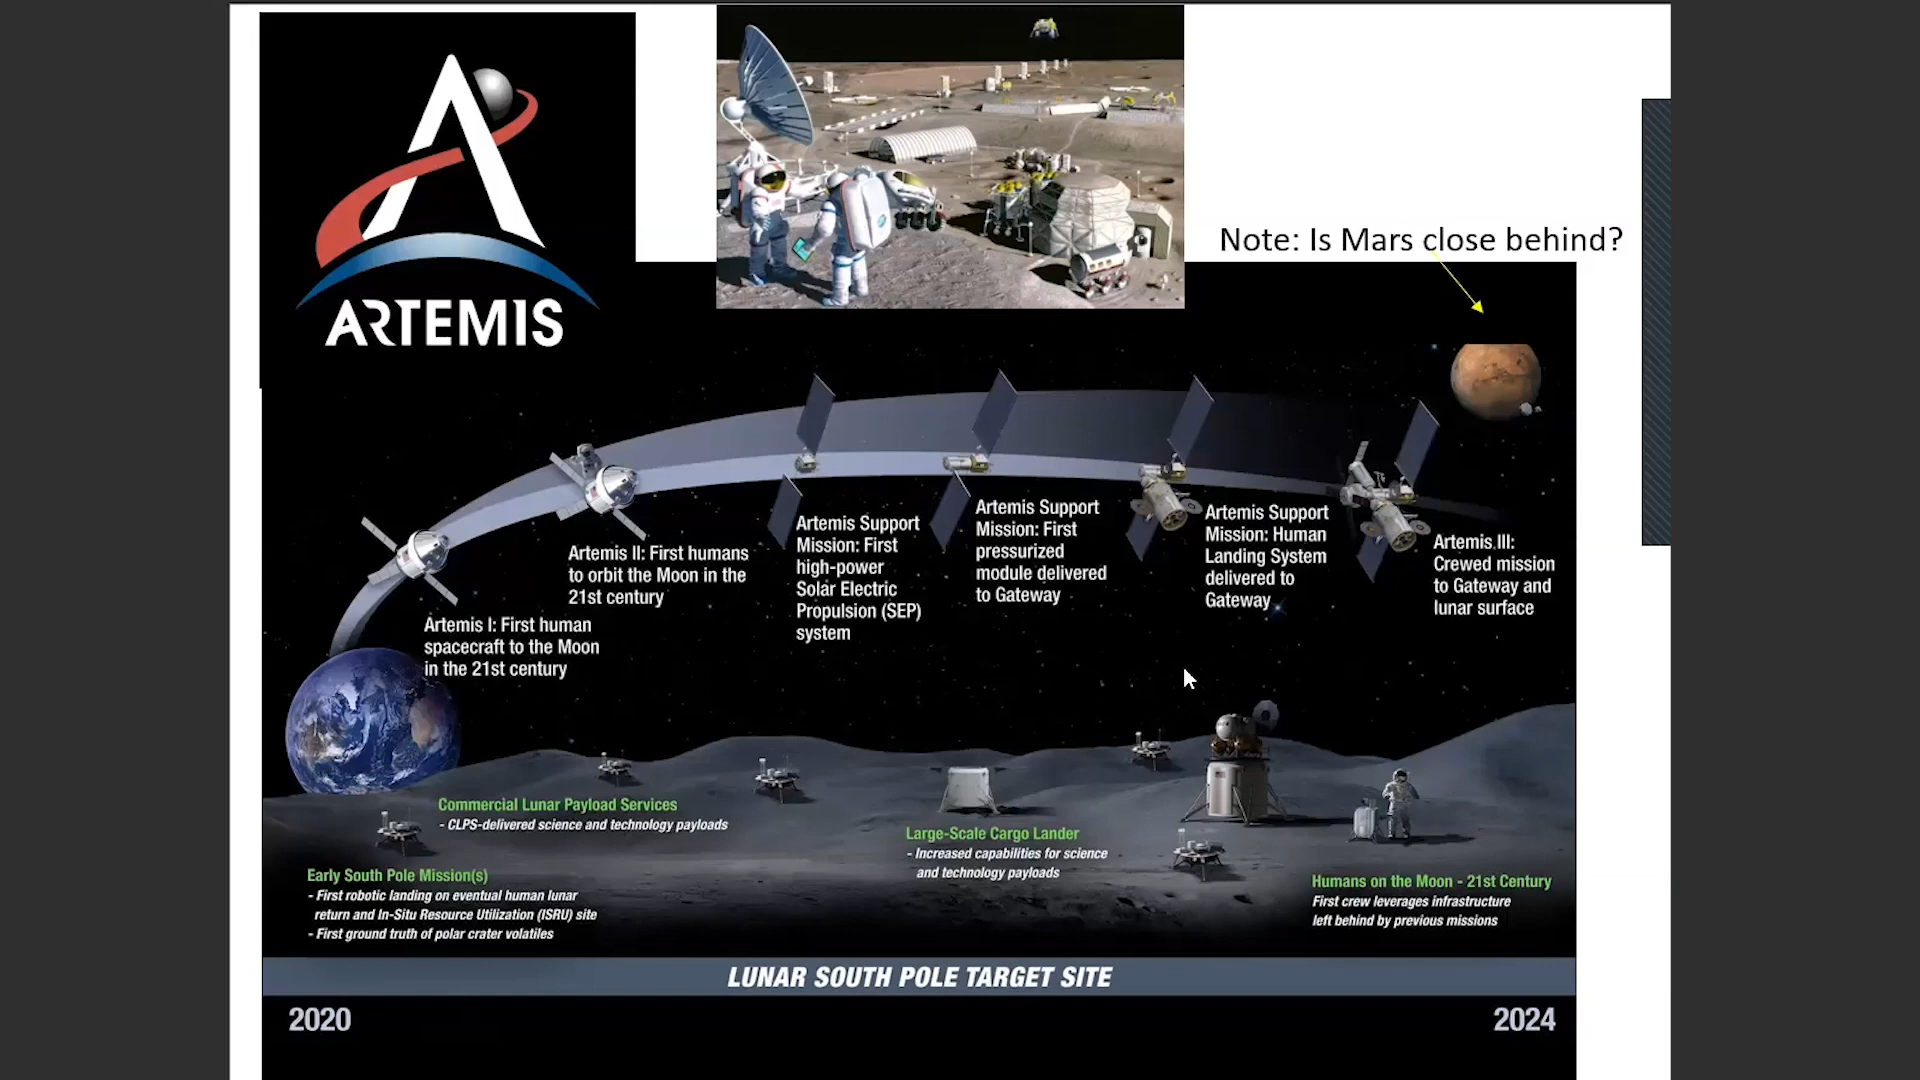 ARTEMIS
Note: Is Mars close behind?
Artemis I: First human
spacecraft to the Moon
in the 21st century
Artemis II: First humans
to orbit the Moon in the
21st century
Artemis Support
Mission: First
high-power
Solar Electric
Propulsion (SEP)
system
Artemis Support
Mission: First
pressurized
module delivered
to Gateway
Artemis Support
Mission: Human
Landing System
delivered to
Gateway
Artemis III:
Crewed mission
to Gateway and
lunar surface
Commercial Lunar Payload Services
- CLPS-delivered science and technology payloads
Early South Pole Mission(s)
- First robotic landing on eventual human lunar
return and In-Situ Resource Utilization (ISRU) site
- First ground truth of polar crater volatiles
Large-Scale Cargo Lander
- Increased capabilities for science
and technology payloads
Humans on the Moon - 21st Century
First crew leverages infrastructure
left behind by previous missions
LUNAR SOUTH POLE TARGET SITE
2020
2024